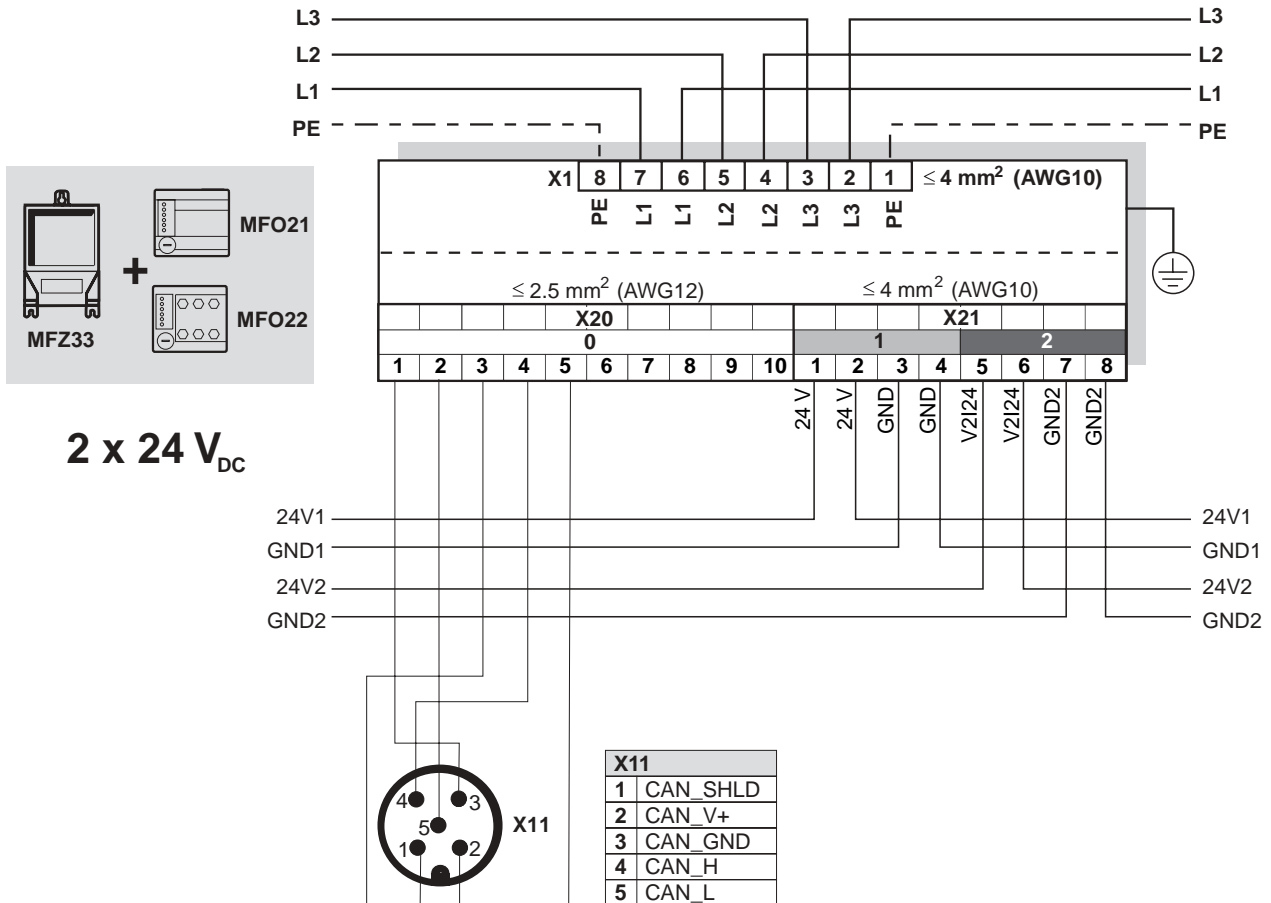 L3 L3
L2 L2
L1 L1
PE PE
X1 8 7 6 5 4 3 2 1 ≤ 4 mm² (AWG10)
PE L1 L1 L2 L2 L3 L3 PE
MFO21
+
MFZ33
MFO22
≤ 2.5 mm² (AWG12) ≤ 4 mm² (AWG10)
X20 X21
0 1 2
1 2 3 4 5 6 7 8 9 10 1 2 3 4 5 6 7 8
24 V 24 V GND GND V2I24 V2I24 GND2 GND2
2 x 24 V_DC
24V1 24V1
GND1 GND1
24V2 24V2
GND2 GND2
4 3
5
1 2
X11
X11
1 CAN_SHLD
2 CAN_V+
3 CAN_GND
4 CAN_H
5 CAN_L